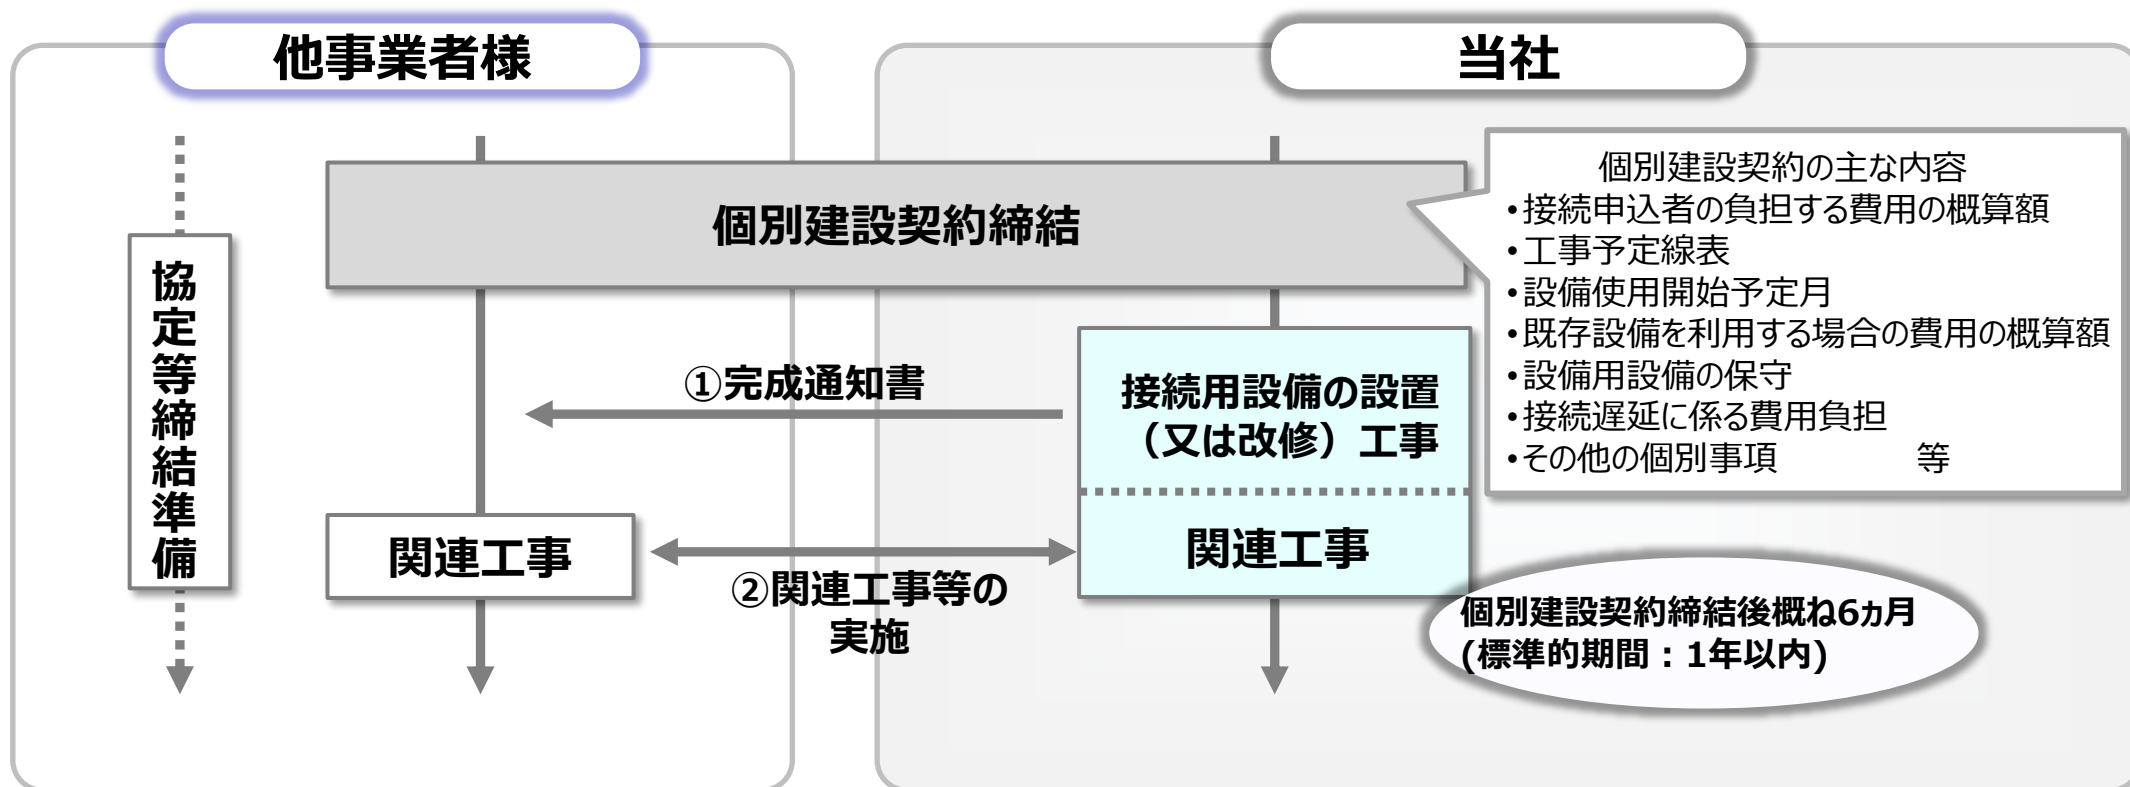 他事業者様
当社
個別建設契約締結
個別建設契約の主な内容
•接続申込者の負担する費用の概算額
•工事予定線表
•設備使用開始予定月
•既存設備を利用する場合の費用の概算額
•設備用設備の保守
•接続遅延に係る費用負担
•その他の個別事項　　　　等
協定等締結準備
①完成通知書
接続用設備の設置
（又は改修）工事
関連工事
関連工事
②関連工事等の
実施
個別建設契約締結後概ね6ヵ月
(標準的期間：1年以内)